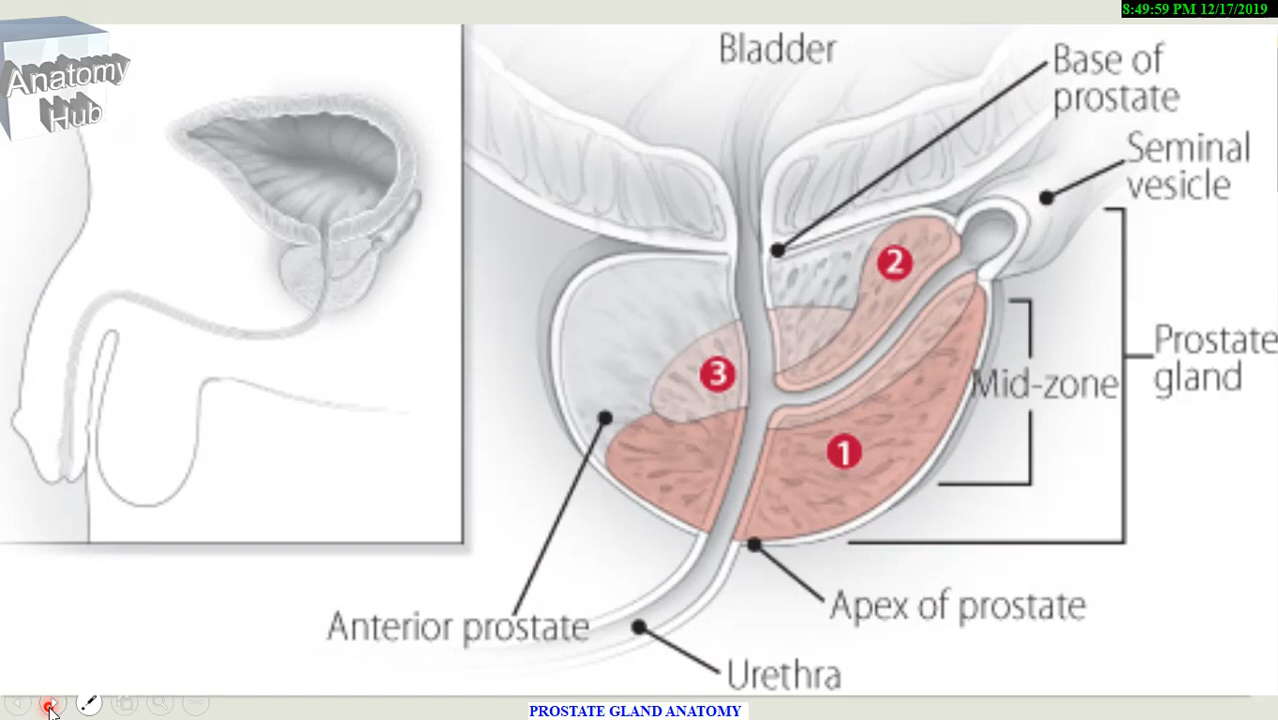 8:49:59 PM 12/17/2019
Anatomy
Hub
Bladder
Base of
prostate
Seminal
vesicle
2
3
Prostate
gland
Mid-zone
1
Anterior prostate
Apex of prostate
Urethra
PROSTATE GLAND ANATOMY